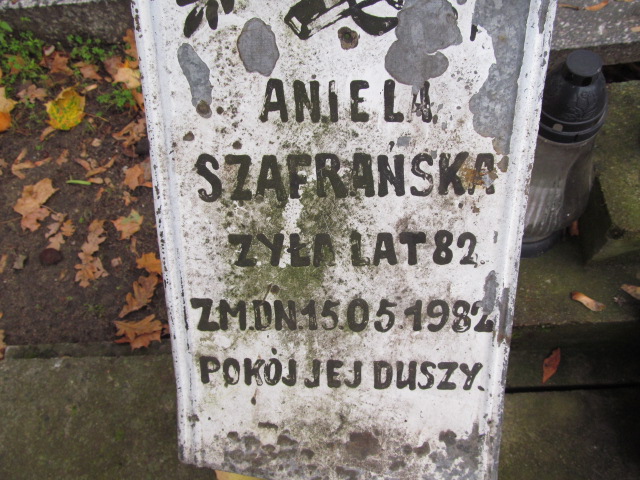 ANIELA
SZAFRAŃSKA
ŻYŁA LAT 82
ZM.DN 15.05.1982
POKÓJ JEJ DUSZY.